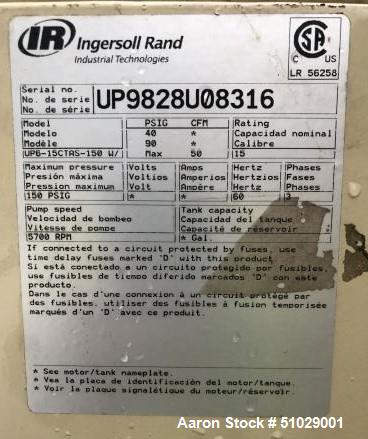 IR Ingersoll Rand
Industrial Technologies
CSA
C US
LR 56258
Serial no.
No. de serie
No. de série
UP9828U08316
Model PSIG CFM Rating
Modelo 40 * Capacidad nominal
Modèle 90 * Calibre
UP6-15CTAS-150 W/ Max 50 15
Maximum pressure Volts Amps Hertz Phases
Presión máxima Voltios Amperios Hertzios Fases
Pression maximum Volt Ampère Hertz Phases
150 PSIG * * 60 3
Pump speed Tank capacity
Velocidad de bombeo Capacidad del tanque
Vitesse de pompe Capacité de réservoir
5700 RPM * Gal.
If connected to a circuit protected by fuses, use
time delay fuses marked 'D' with this product.
Si está conectado a un circuito protegido por fusibles,
use fusibles de tiempo diferido marcados 'D' con este
producto.
Dans le cas d'une connexion à un circuit protégé par
des fusibles, utiliser des fusibles à fusion temporisée
marqués d'un 'D' avec ce produit.
* See motor/tank nameplate.
* Vea la placa de identificación del motor/tanque.
* Voir la plaque signalétique du moteur/réservoir.
Aaron Stock # 51029001